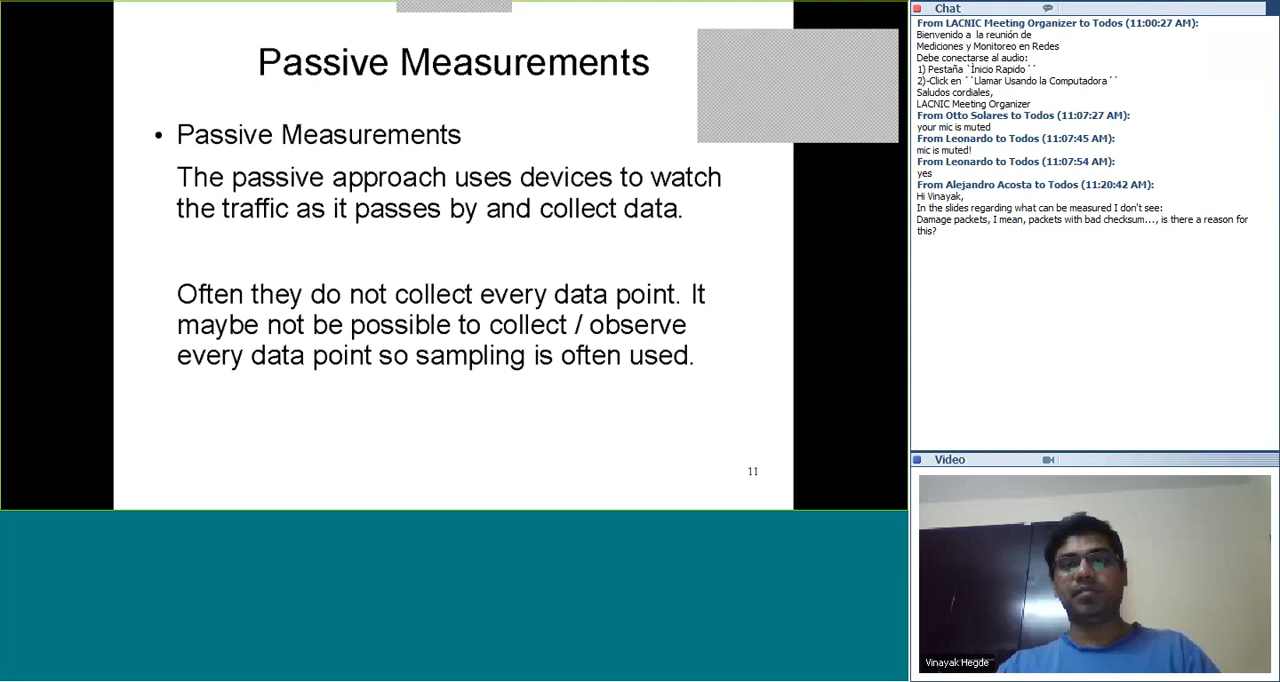 Passive Measurements
• Passive Measurements
The passive approach uses devices to watch
the traffic as it passes by and collect data.
Often they do not collect every data point. It
maybe not be possible to collect / observe
every data point so sampling is often used.
11
Chat
From LACNIC Meeting Organizer to Todos (11:00:27 AM):
Bienvenido a la reunión de
Mediciones y Monitoreo en Redes
Debe conectarse al audio:
1) Pestaña `Ìnicio Rapido´´
2)-Click en ``Llamar Usando la Computadora´´
Saludos cordiales,
LACNIC Meeting Organizer
From Otto Solares to Todos (11:07:27 AM):
your mic is muted
From Leonardo to Todos (11:07:45 AM):
mic is muted!
From Leonardo to Todos (11:07:54 AM):
yes
From Alejandro Acosta to Todos (11:20:42 AM):
Hi Vinayak,
In the slides regarding what can be measured I don't see:
Damage packets, I mean, packets with bad checksum..., is there a reason for
this?
Video
Vinayak Hegde